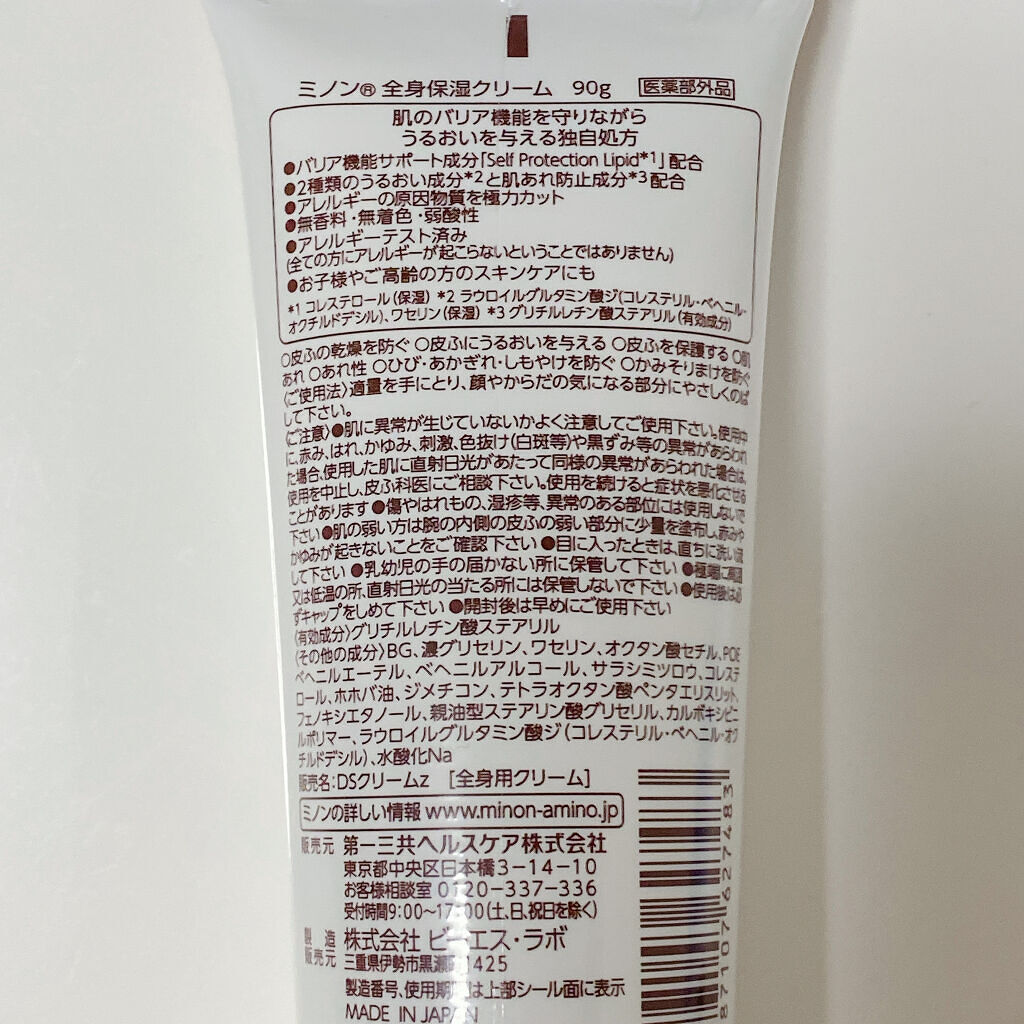 ミノン® 全身保湿クリーム 90g 医薬部外品
肌のバリア機能を守りながら
うるおいを与える独自処方
●バリア機能サポート成分「Self Protection Lipid*1」配合
●2種類のうるおい成分*2と肌あれ防止成分*3配合
●アレルギーの原因物質を極力カット
●無香料・無着色・弱酸性
●アレルギーテスト済み
(全ての方にアレルギーが起こらないということではありません)
●お子様やご高齢の方のスキンケアにも
*1 コレステロール(保湿) *2 ラウロイルグルタミン酸ジ(コレステリル・ベヘニル・
オクチルドデシル)、ワセリン(保湿) *3 グリチルレチン酸ステアリル(有効成分)
○皮ふの乾燥を防ぐ ○皮ふにうるおいを与える ○皮ふを保護する ○肌
あれ ○あれ性 ○ひび・あかぎれ・しもやけを防ぐ ○かみそりまけを防ぐ
〈ご使用法〉適量を手にとり、顔やからだの気になる部分にやさしくのば
して下さい。
〈ご注意〉●肌に異常が生じていないかよく注意してご使用下さい。使用中
に、赤み、はれ、かゆみ、刺激、色抜け(白斑等)や黒ずみ等の異常があらわれ
た場合、使用した肌に直射日光があたって同様の異常があらわれた場合は、
使用を中止し、皮ふ科医にご相談下さい。使用を続けると症状を悪化させる
ことがあります ●傷やはれもの、湿疹等、異常のある部位には使用しないで
下さい ●肌の弱い方は腕の内側の皮ふの弱い部分に少量を塗布し、赤みや
かゆみが起きないことをご確認下さい ●目に入ったときは、直ちに洗い流
して下さい ●乳幼児の手の届かない所に保管して下さい ●極端に高温
又は低温の所、直射日光の当たる所には保管しないで下さい ●使用後は必
ずキャップをしめて下さい ●開封後は早めにご使用下さい
〈有効成分〉グリチルレチン酸ステアリル
〈その他の成分〉BG、濃グリセリン、ワセリン、オクタン酸セチル、POE
ベヘニルエーテル、ベヘニルアルコール、サラシミツロウ、コレステ
ロール、ホホバ油、ジメチコン、テトラオクタン酸ペンタエリスリット、
フェノキシエタノール、親油型ステアリン酸グリセリル、カルボキシビニ
ルポリマー、ラウロイルグルタミン酸ジ(コレステリル・ベヘニル・オク
チルドデシル)、水酸化Na
販売名:DSクリームz [全身用クリーム]
ミノンの詳しい情報 www.minon-amino.jp
販売元 第一三共ヘルスケア株式会社
東京都中央区日本橋3-14-10
お客様相談室 0120-337-336
受付時間9:00〜17:00(土、日、祝日を除く)
製造販売元 株式会社 ピーエス・ラボ
三重県伊勢市黒瀬町1425
製造番号、使用期限は上部シール面に表示
MADE IN JAPAN
87107627483